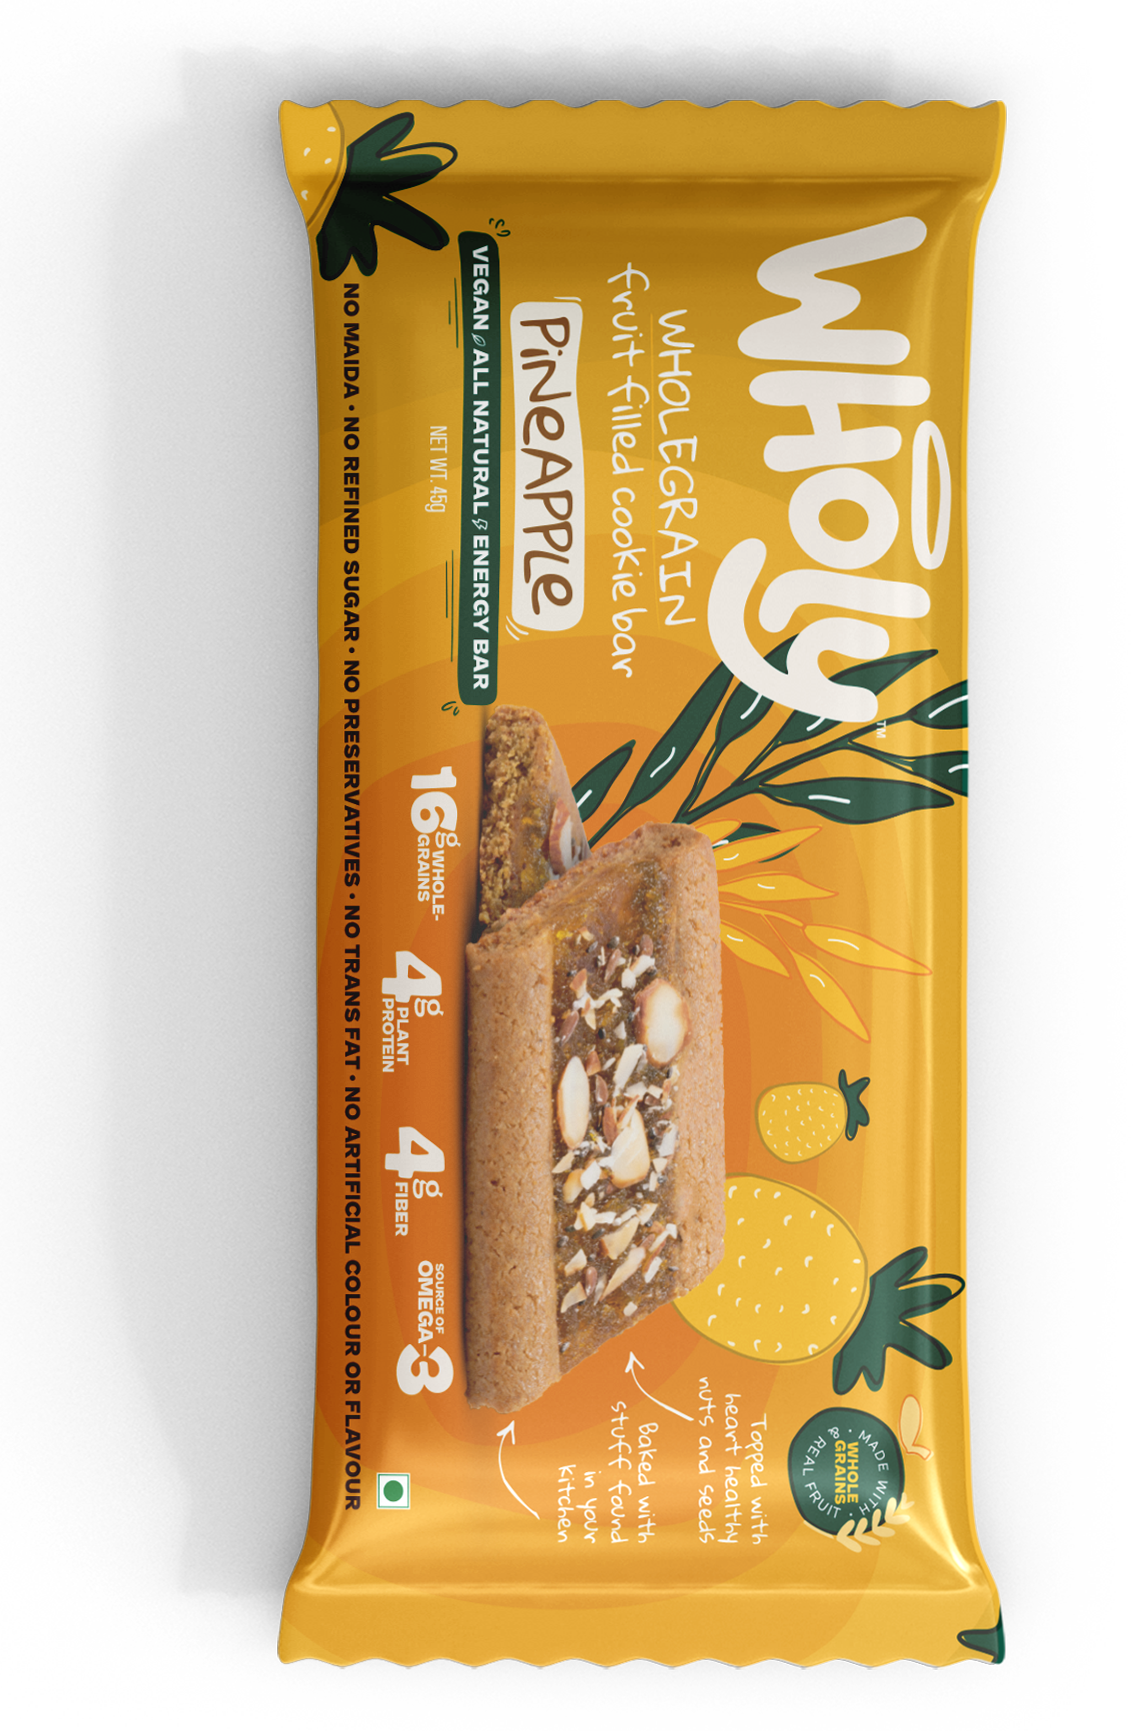 Wholy™
WHOLEGRAIN
fruit filled cookie bar
PiNeAPPLe
VEGAN ALL NATURAL ENERGY BAR
NET WT. 45g
16g WHOLE-
GRAINS
4g PLANT
PROTEIN
4g FIBER
SOURCE OF
OMEGA-3
NO MAIDA • NO REFINED SUGAR • NO PRESERVATIVES • NO TRANS FAT • NO ARTIFICIAL COLOUR OR FLAVOUR
• MADE WITH •
WHOLE
GRAINS
& REAL FRUIT
Topped with
heart healthy
nuts and seeds
Baked with
stuff found
in your
kitchen